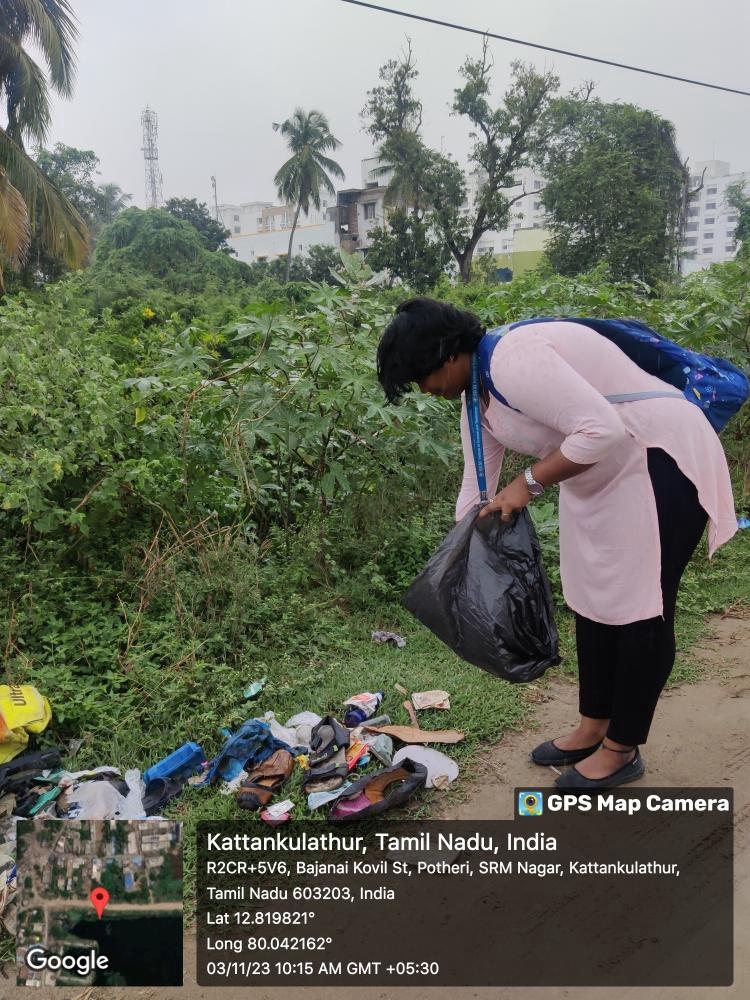 Ultra
GPS Map Camera
Kattankulathur, Tamil Nadu, India
R2CR+5V6, Bajanai Kovil St, Potheri, SRM Nagar, Kattankulathur,
Tamil Nadu 603203, India
Lat 12.819821°
Long 80.042162°
03/11/23 10:15 AM GMT +05:30
Google